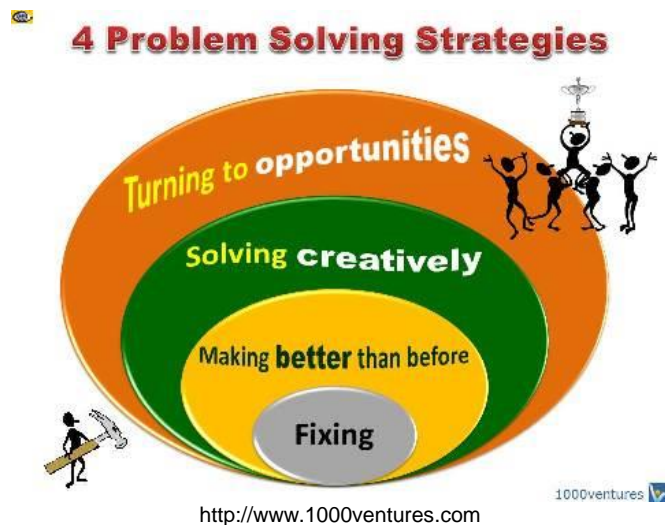 4 Problem Solving Strategies
Turning to opportunities
Solving creatively
Making better than before
Fixing
1000ventures
http://www.1000ventures.com